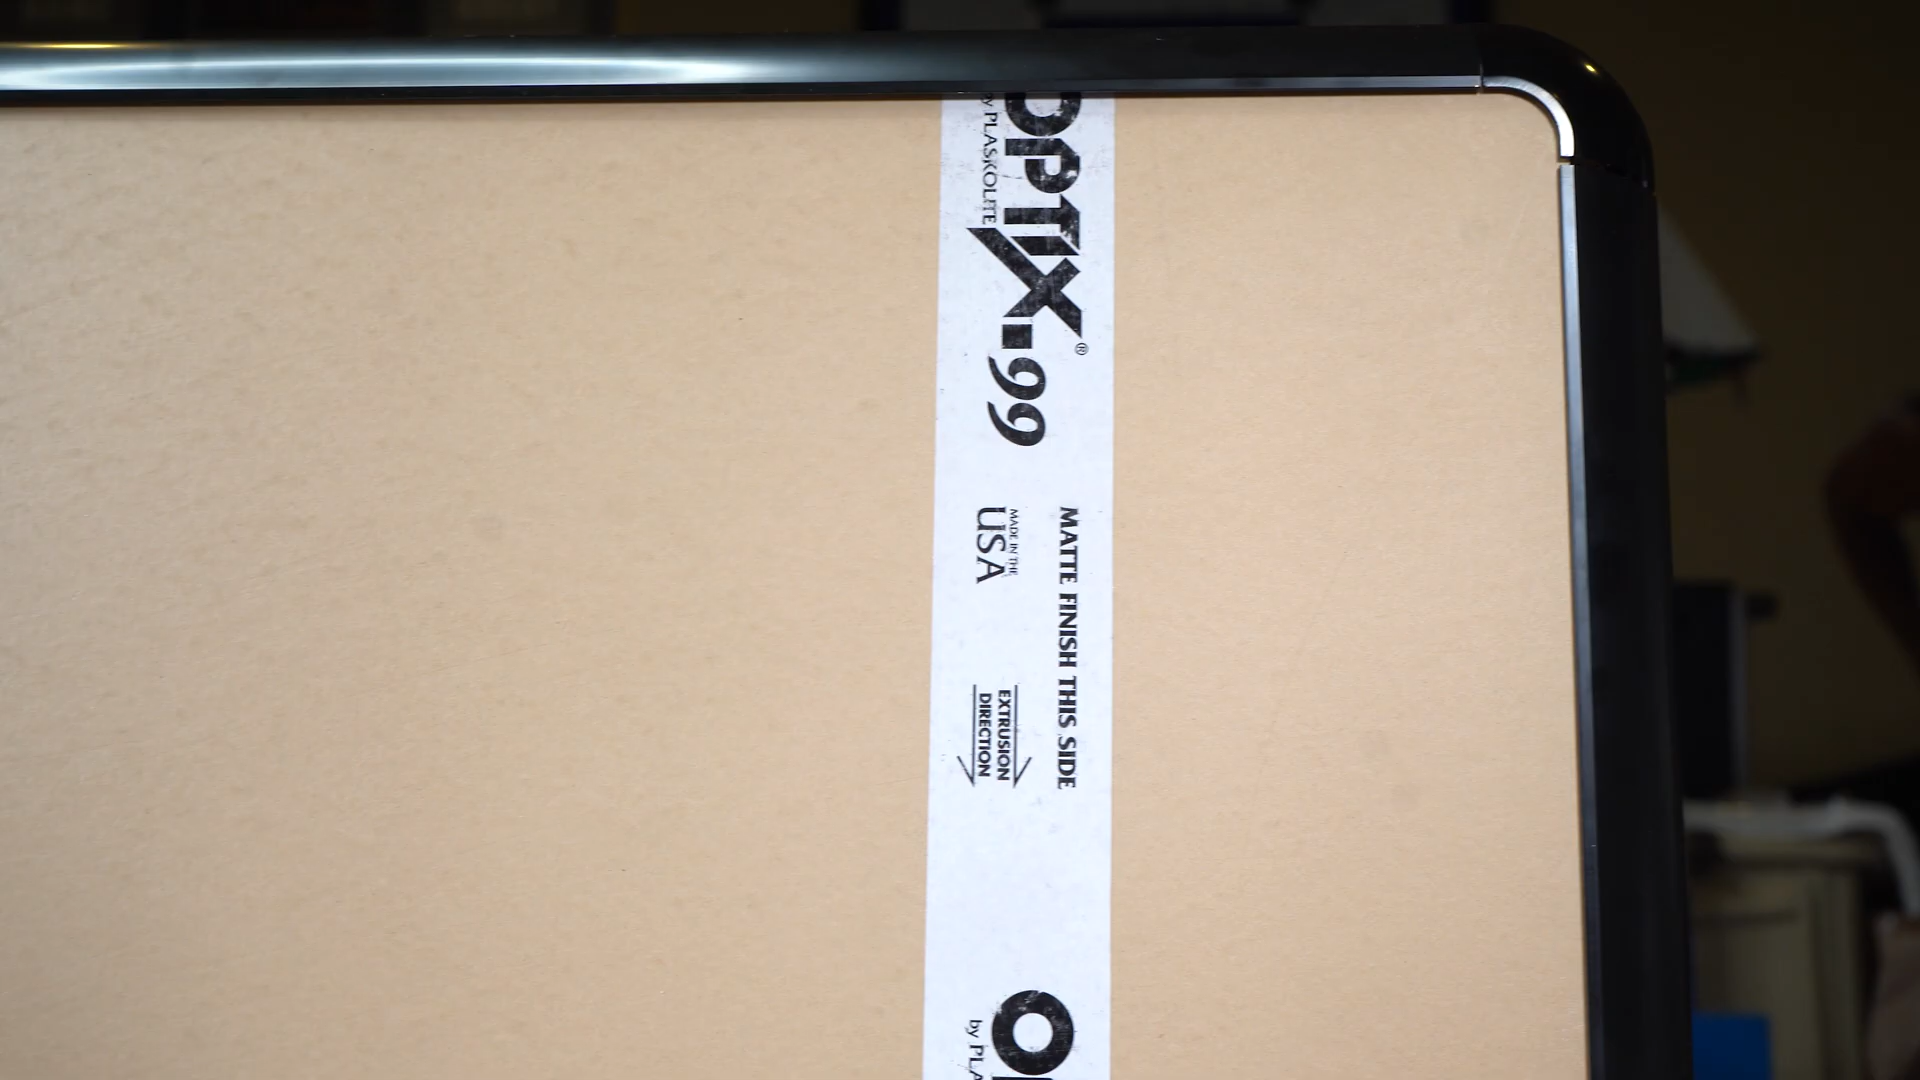 OPTIX®.99
by PLASKOLITE
MATTE FINISH THIS SIDE
MADE IN THE
USA
EXTRUSION
DIRECTION